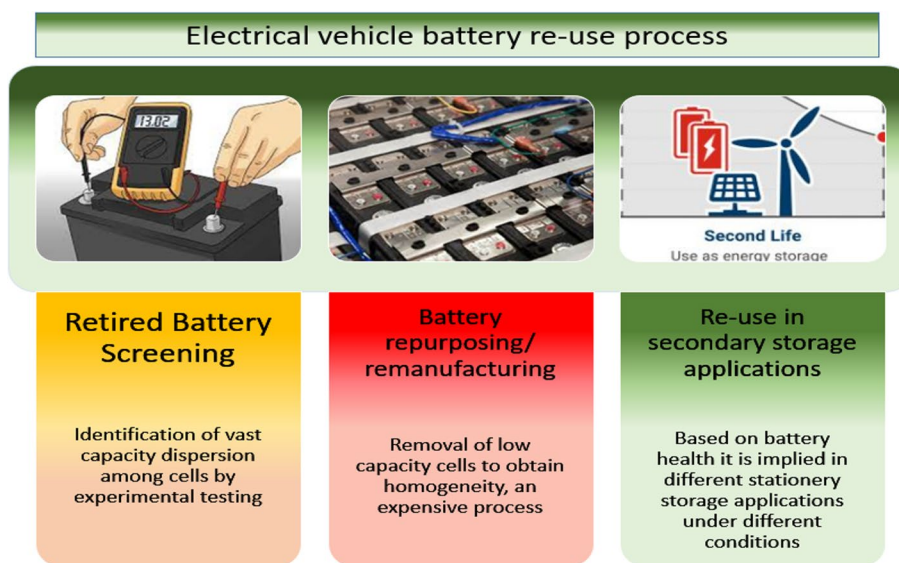 Electrical vehicle battery re-use process
13.02
Second Life
Use as energy storage
Retired Battery
Screening
Identification of vast
capacity dispersion
among cells by
experimental testing
Battery
repurposing/
remanufacturing
Removal of low
capacity cells to obtain
homogeneity, an
expensive process
Re-use in
secondary storage
applications
Based on battery
health it is implied in
different stationery
storage applications
under different
conditions